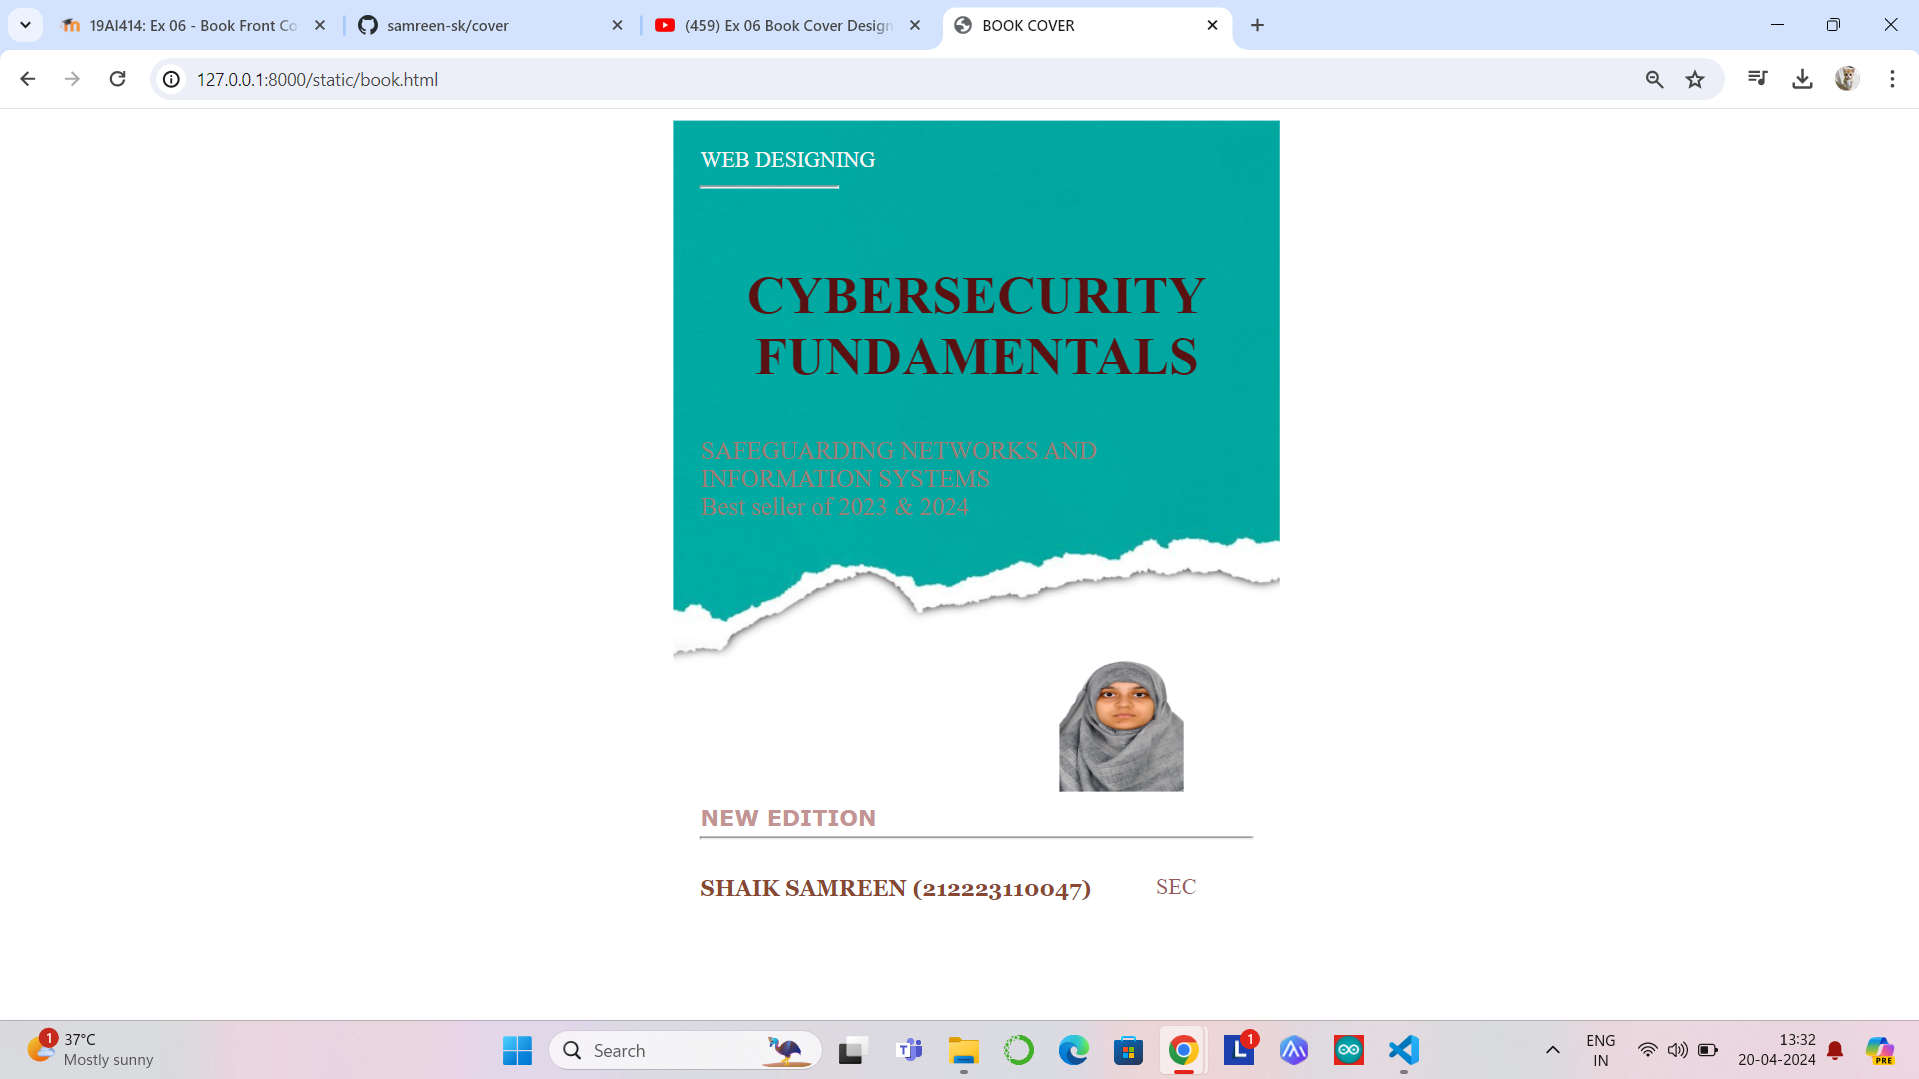 19AI414: Ex 06 - Book Front Co
samreen-sk/cover
(459) Ex 06 Book Cover Design
BOOK COVER
127.0.0.1:8000/static/book.html
WEB DESIGNING
CYBERSECURITY
FUNDAMENTALS
SAFEGUARDING NETWORKS AND
INFORMATION SYSTEMS
Best seller of 2023 & 2024
NEW EDITION
SHAIK SAMREEN (212223110047)
SEC
1
37°C
Mostly sunny
Search
T
L
1
ENG
IN
13:32
20-04-2024
PRE